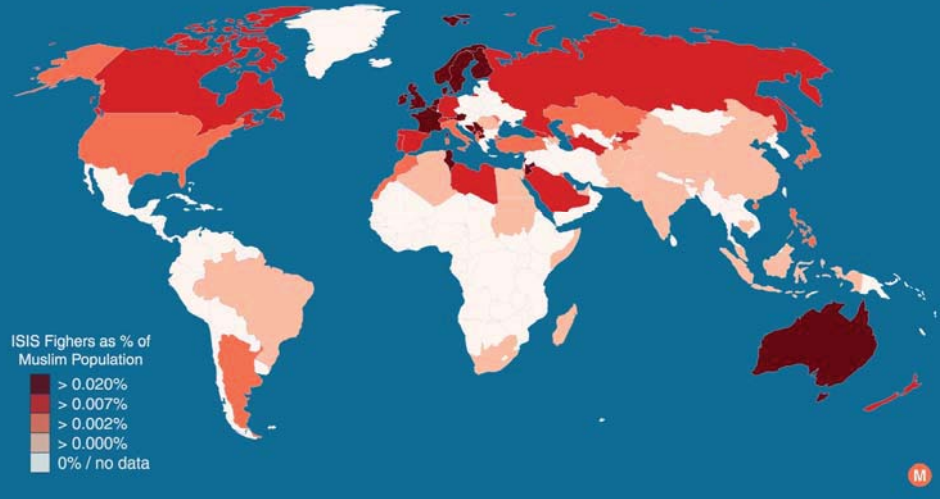 ISIS Fighers as % of
Muslim Population
> 0.020%
> 0.007%
> 0.002%
> 0.000%
0% / no data
M